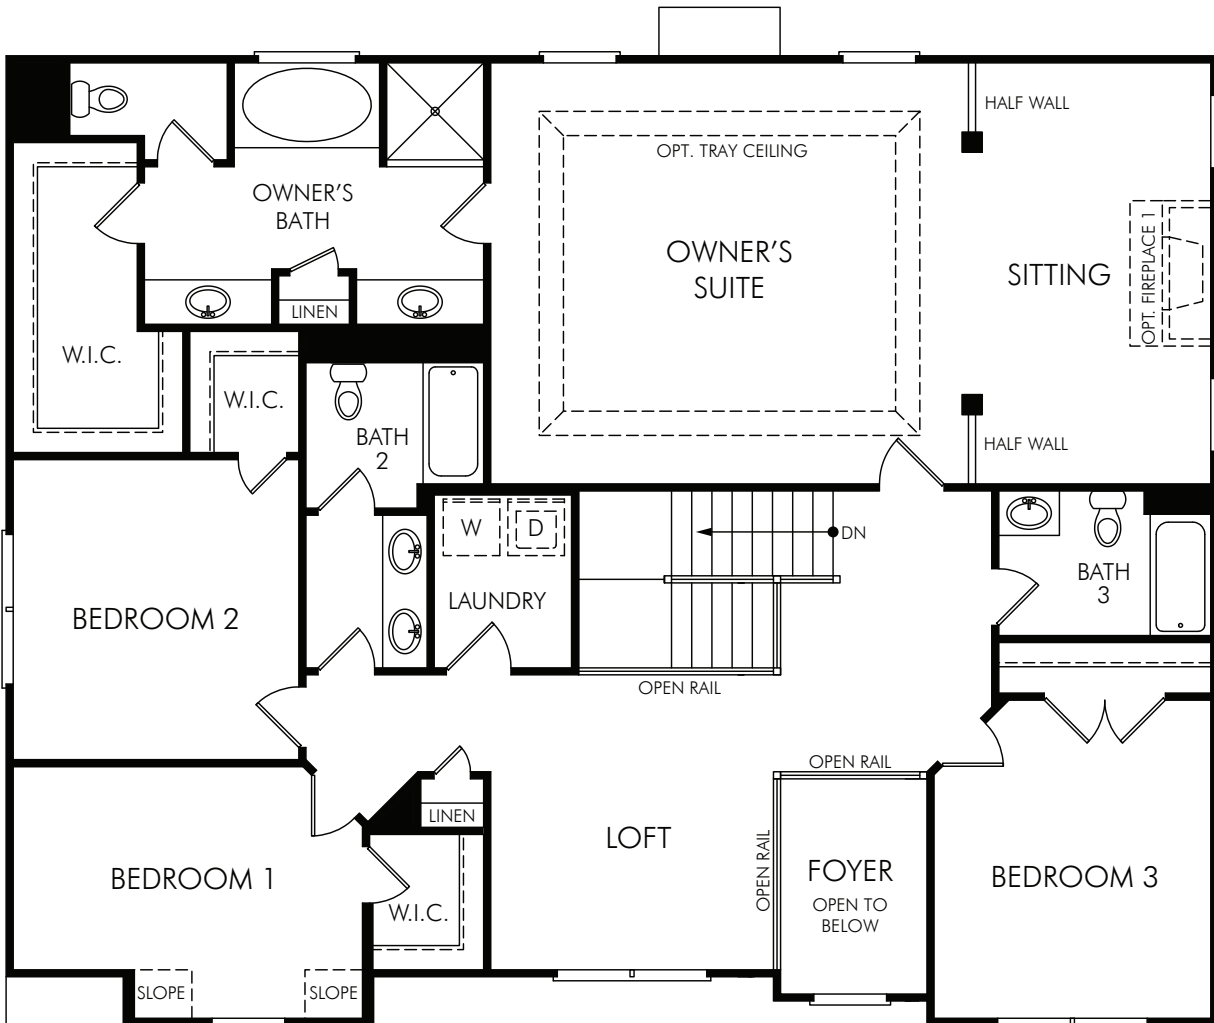 HALF WALL
OPT. TRAY CEILING
OWNER'S
BATH
OWNER'S
SUITE
SITTING
OPT. FIREPLACE 1
LINEN
W.I.C.
W.I.C.
BATH
2
HALF WALL
W
D
DN
BATH
3
LAUNDRY
BEDROOM 2
OPEN RAIL
OPEN RAIL
LINEN
LOFT
OPEN RAIL
FOYER
OPEN TO
BELOW
BEDROOM 1
BEDROOM 3
W.I.C.
SLOPE
SLOPE